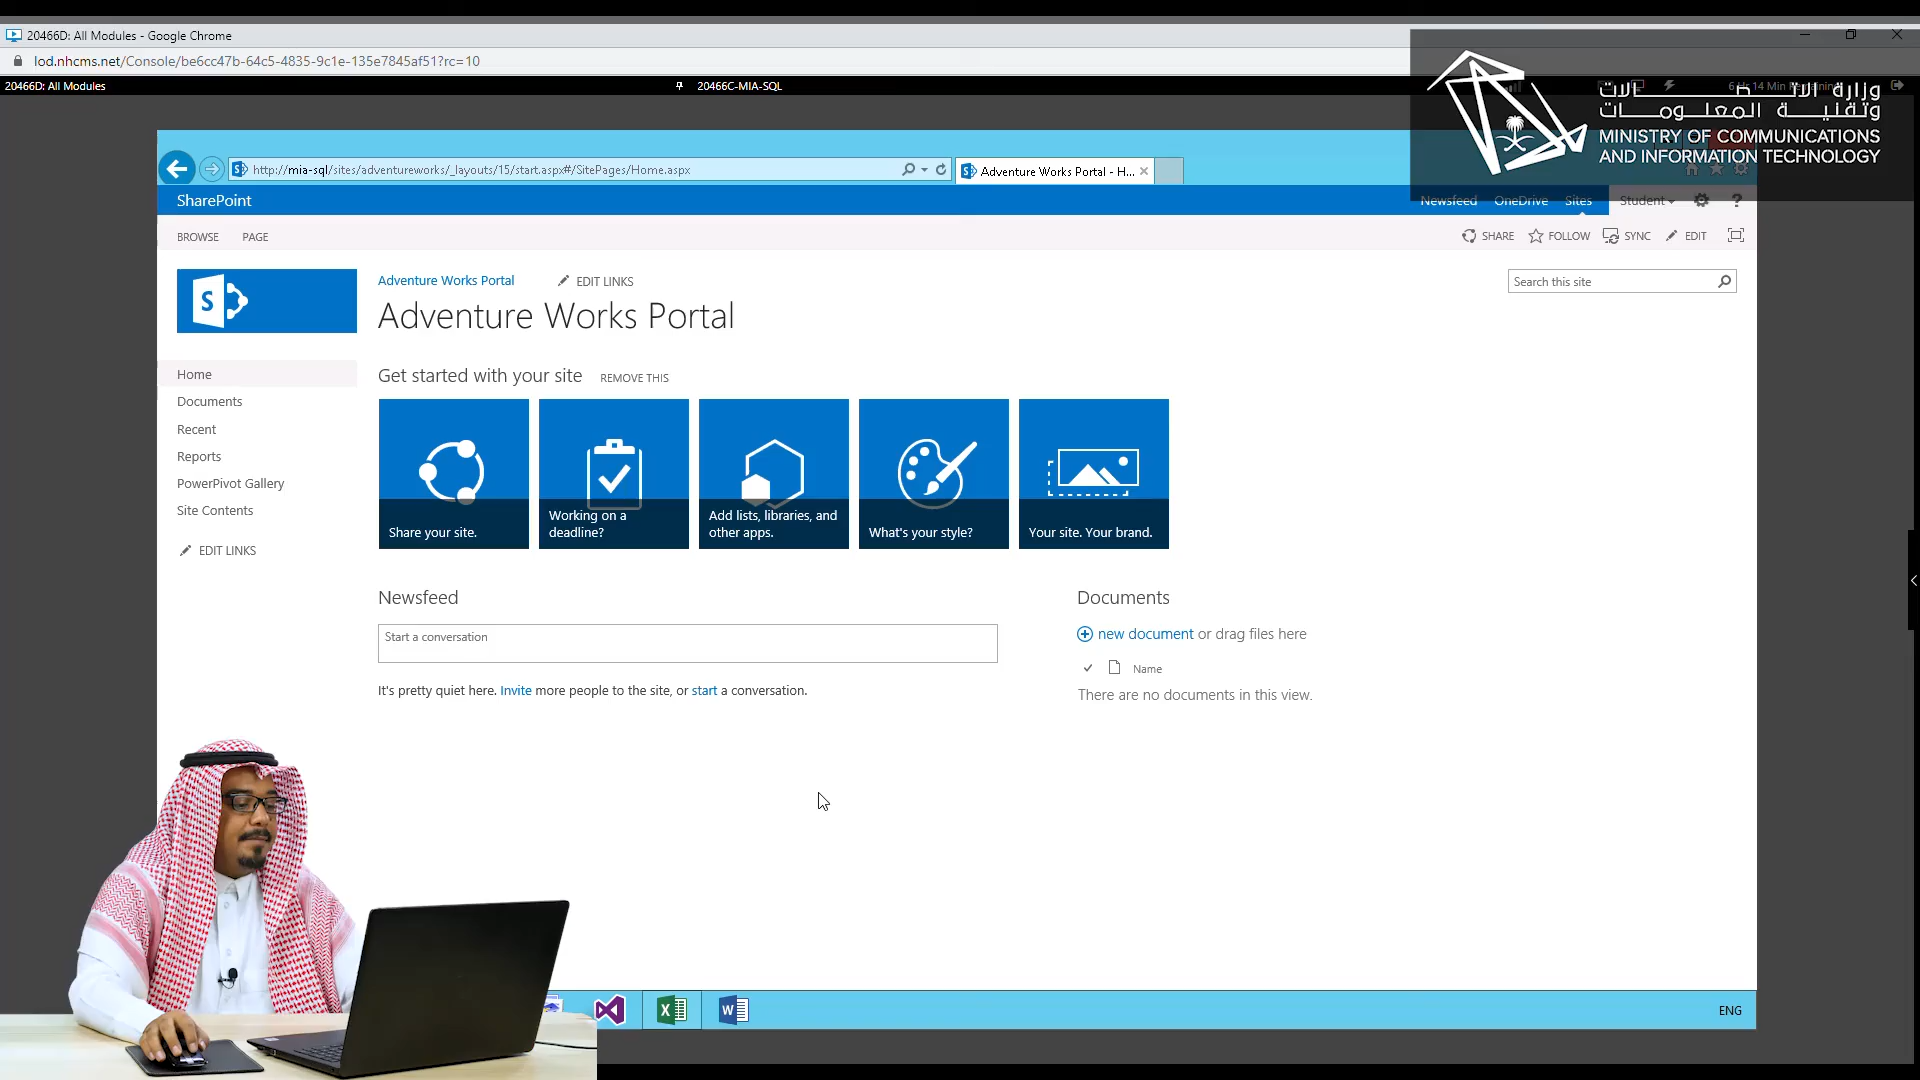 20466D: All Modules - Google Chrome
lod.nhcms.net/Console/be6cc47b-64c5-4835-9c1e-135e7845af51?rc=10
20466D: All Modules
20466C-MIA-SQL
وزارة الاتصالات
وتقنية المعلومات
MINISTRY OF COMMUNICATIONS
AND INFORMATION TECHNOLOGY
http://mia-sql/sites/adventureworks/_layouts/15/start.aspx#/SitePages/Home.aspx
Adventure Works Portal - H...
SharePoint
Newsfeed OneDrive Sites Student
BROWSE PAGE
SHARE FOLLOW SYNC EDIT
Adventure Works Portal EDIT LINKS
Search this site
Adventure Works Portal
Home
Documents
Recent
Reports
PowerPivot Gallery
Site Contents
EDIT LINKS
Get started with your site REMOVE THIS
Share your site.
Working on a
deadline?
Add lists, libraries, and
other apps.
What's your style?
Your site. Your brand.
Newsfeed
Start a conversation
It's pretty quiet here. Invite more people to the site, or start a conversation.
Documents
new document or drag files here
Name
There are no documents in this view.
ENG